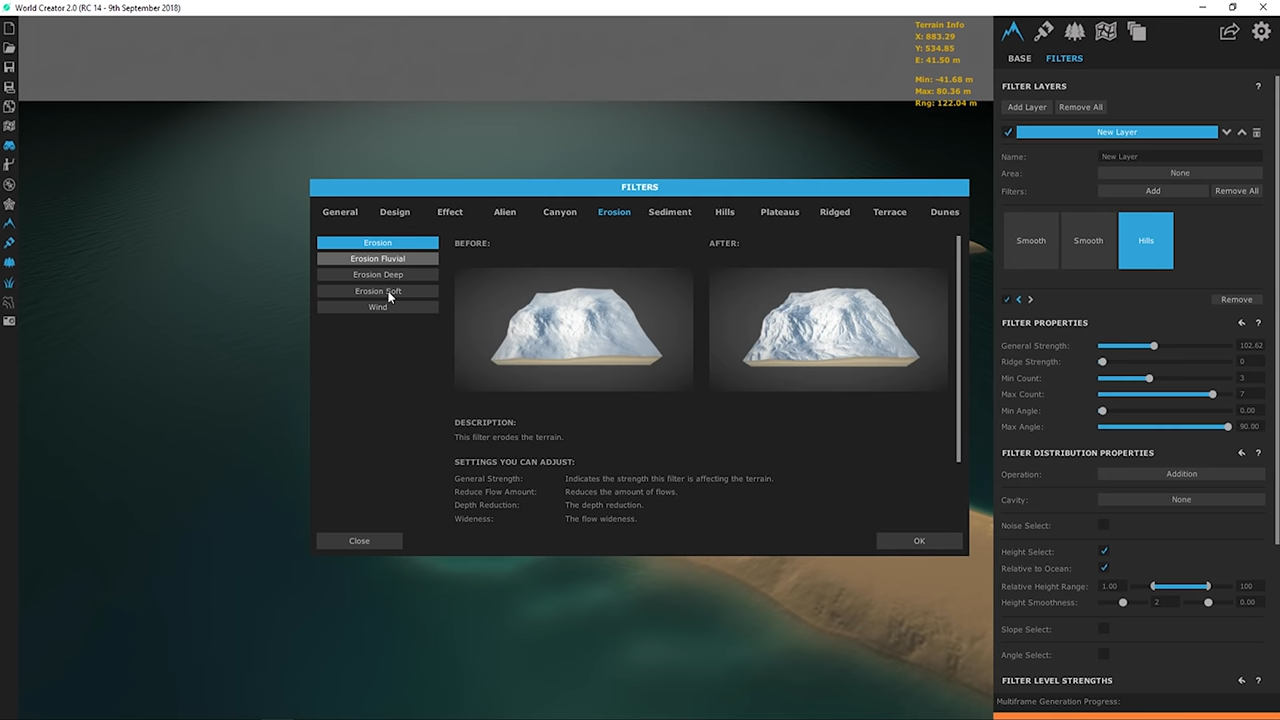 World Creator 2.0 (RC 14 - 9th September 2018)
Terrain Info
X: 883.29
Y: 534.85
E: 41.50 m
Min: -41.68 m
Max: 80.36 m
Rng: 122.04 m
BASE FILTERS
FILTER LAYERS ?
Add Layer Remove All
New Layer
Name: New Layer
Area: None
Filters: Add Remove All
Smooth Smooth Hills
Remove
FILTER PROPERTIES ?
General Strength: 102.62
Ridge Strength: 0
Min Count: 3
Max Count: 7
Min Angle: 0.00
Max Angle: 90.00
FILTER DISTRIBUTION PROPERTIES ?
Operation: Addition
Cavity: None
Noise Select:
Height Select:
Relative to Ocean:
Relative Height Range: 1.00 100
Height Smoothness: 2 0.00
Slope Select:
Angle Select:
FILTER LEVEL STRENGTHS ?
Multiframe Generation Progress:
FILTERS
General Design Effect Alien Canyon Erosion Sediment Hills Plateaus Ridged Terrace Dunes
Erosion
Erosion Fluvial
Erosion Deep
Erosion Soft
Wind
BEFORE: AFTER:
DESCRIPTION:
This filter erodes the terrain.
SETTINGS YOU CAN ADJUST:
General Strength: Indicates the strength this filter is affecting the terrain.
Reduce Flow Amount: Reduces the amount of flows.
Depth Reduction: The depth reduction.
Wideness: The flow wideness.
Close OK